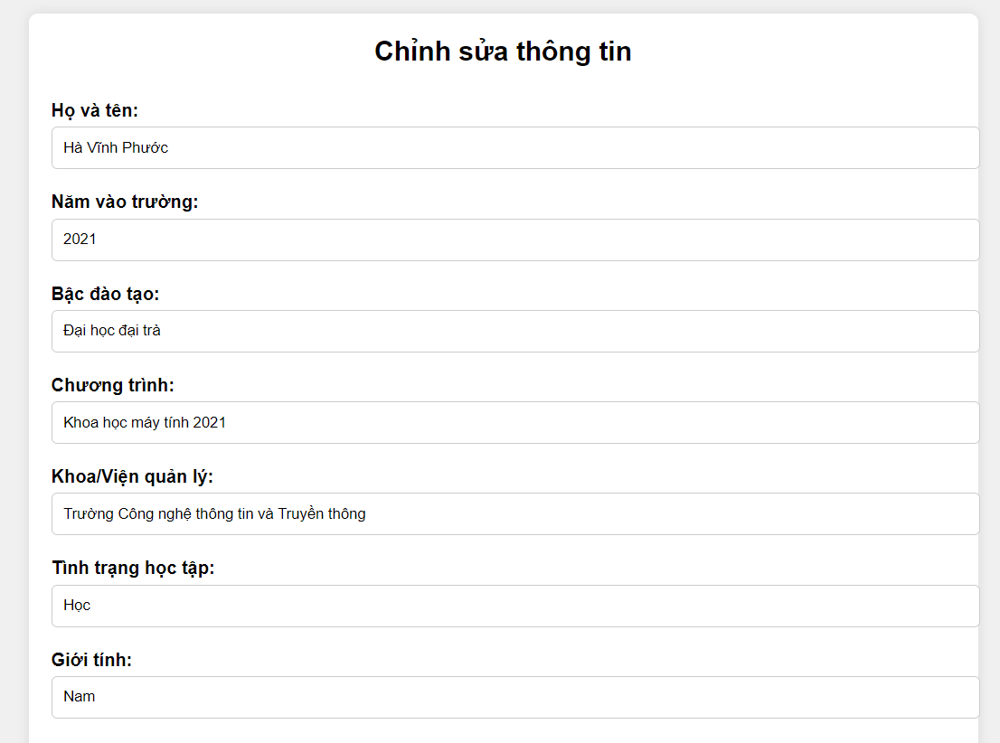 Chỉnh sửa thông tin
Họ và tên:
Hà Vĩnh Phước
Năm vào trường:
2021
Bậc đào tạo:
Đại học đại trà
Chương trình:
Khoa học máy tính 2021
Khoa/Viện quản lý:
Trường Công nghệ thông tin và Truyền thông
Tình trạng học tập:
Học
Giới tính:
Nam